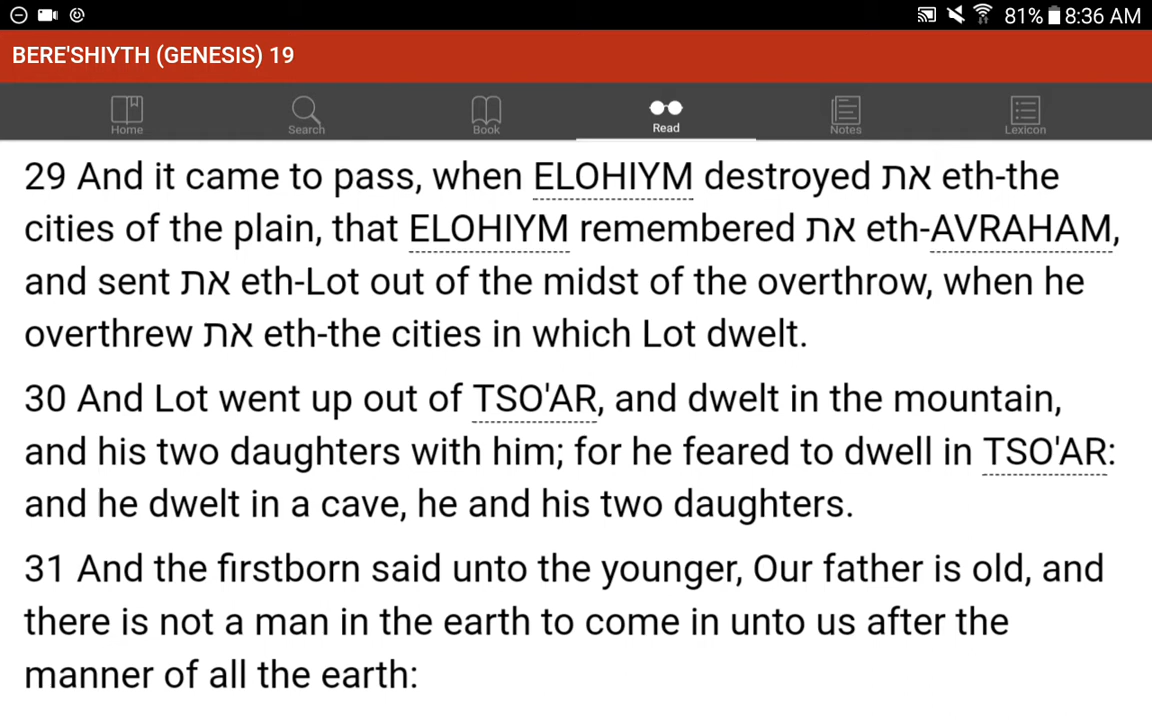 81% 8:36 AM
BERE'SHIYTH (GENESIS) 19
Home Search Book Read Notes Lexicon
29 And it came to pass, when ELOHIYM destroyed את eth-the
cities of the plain, that ELOHIYM remembered את eth-AVRAHAM,
and sent את eth-Lot out of the midst of the overthrow, when he
overthrew את eth-the cities in which Lot dwelt.
30 And Lot went up out of TSO'AR, and dwelt in the mountain,
and his two daughters with him; for he feared to dwell in TSO'AR:
and he dwelt in a cave, he and his two daughters.
31 And the firstborn said unto the younger, Our father is old, and
there is not a man in the earth to come in unto us after the
manner of all the earth: